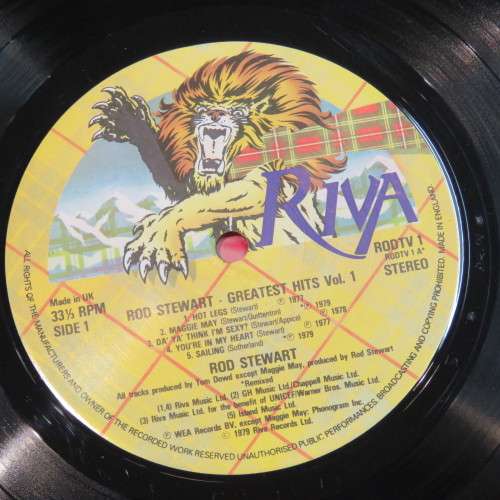 RIVA
RODTV 1
RODTV 1 A*
STEREO
Made in UK
33⅓ RPM
SIDE 1
ROD STEWART - GREATEST HITS Vol. 1
1. HOT LEGS (Stewart) ℗ 1977
2. MAGGIE MAY (Stewart/Quittenton) ℗ 1979
3. DA' YA' THINK I'M SEXY? (Stewart/Appice) ℗ 1978
4. YOU'RE IN MY HEART (Stewart) ℗ 1977
5. SAILING (Sutherland) ℗ 1979
ROD STEWART
All tracks produced by Tom Dowd except Maggie May, produced by Rod Stewart
*Remixed
(1,4) Riva Music Ltd. (2) GH Music Ltd./Chappell Music Ltd.
(3) Riva Music Ltd. for the benefit of UNICEF/Warner Bros. Music Ltd.
(5) Island Music Ltd.
℗ WEA Records BV. except Maggie May: Phonogram Inc.
© 1979 Riva Records Ltd.
ALL RIGHTS OF THE MANUFACTURERS AND OWNER OF THE RECORDED WORK RESERVED UNAUTHORISED PUBLIC PERFORMANCES, BROADCASTING AND COPYING PROHIBITED. MADE IN ENGLAND